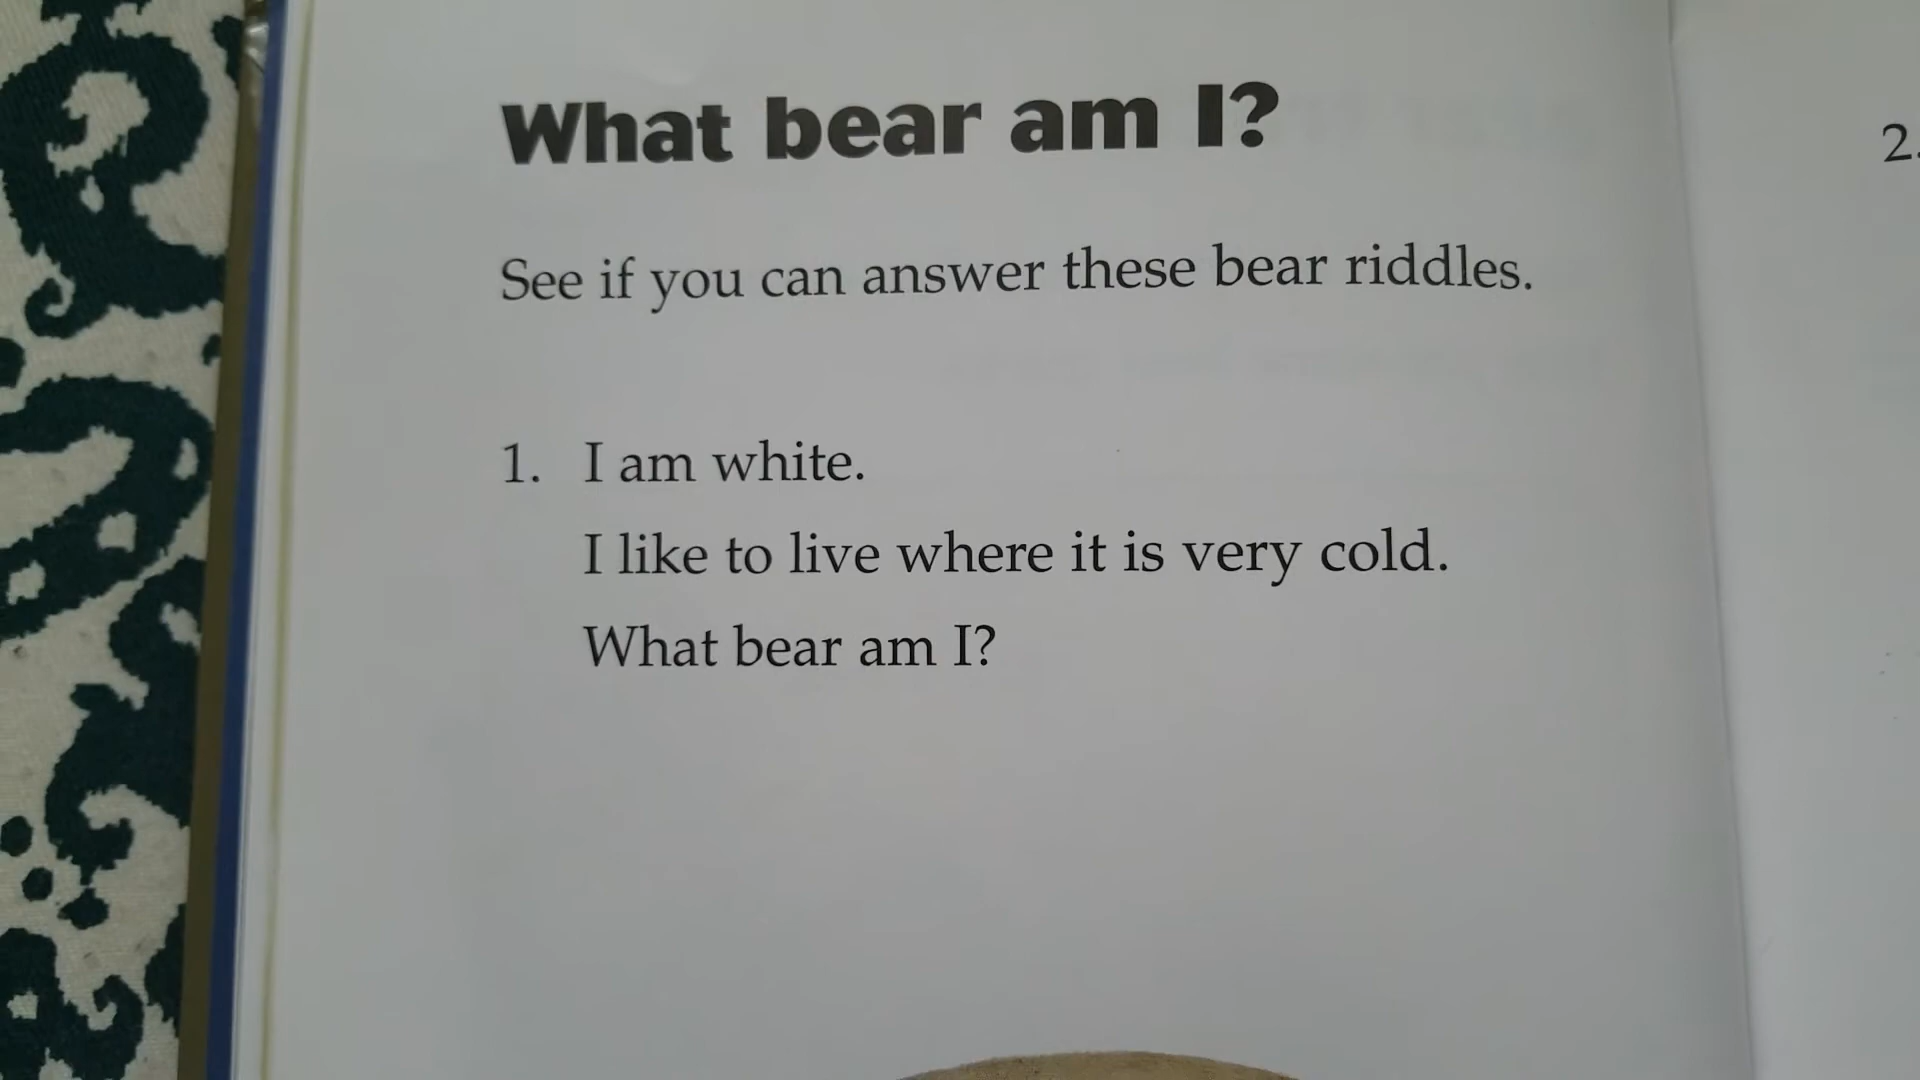 What bear am I?
See if you can answer these bear riddles.
1. I am white.
I like to live where it is very cold.
What bear am I?
2.